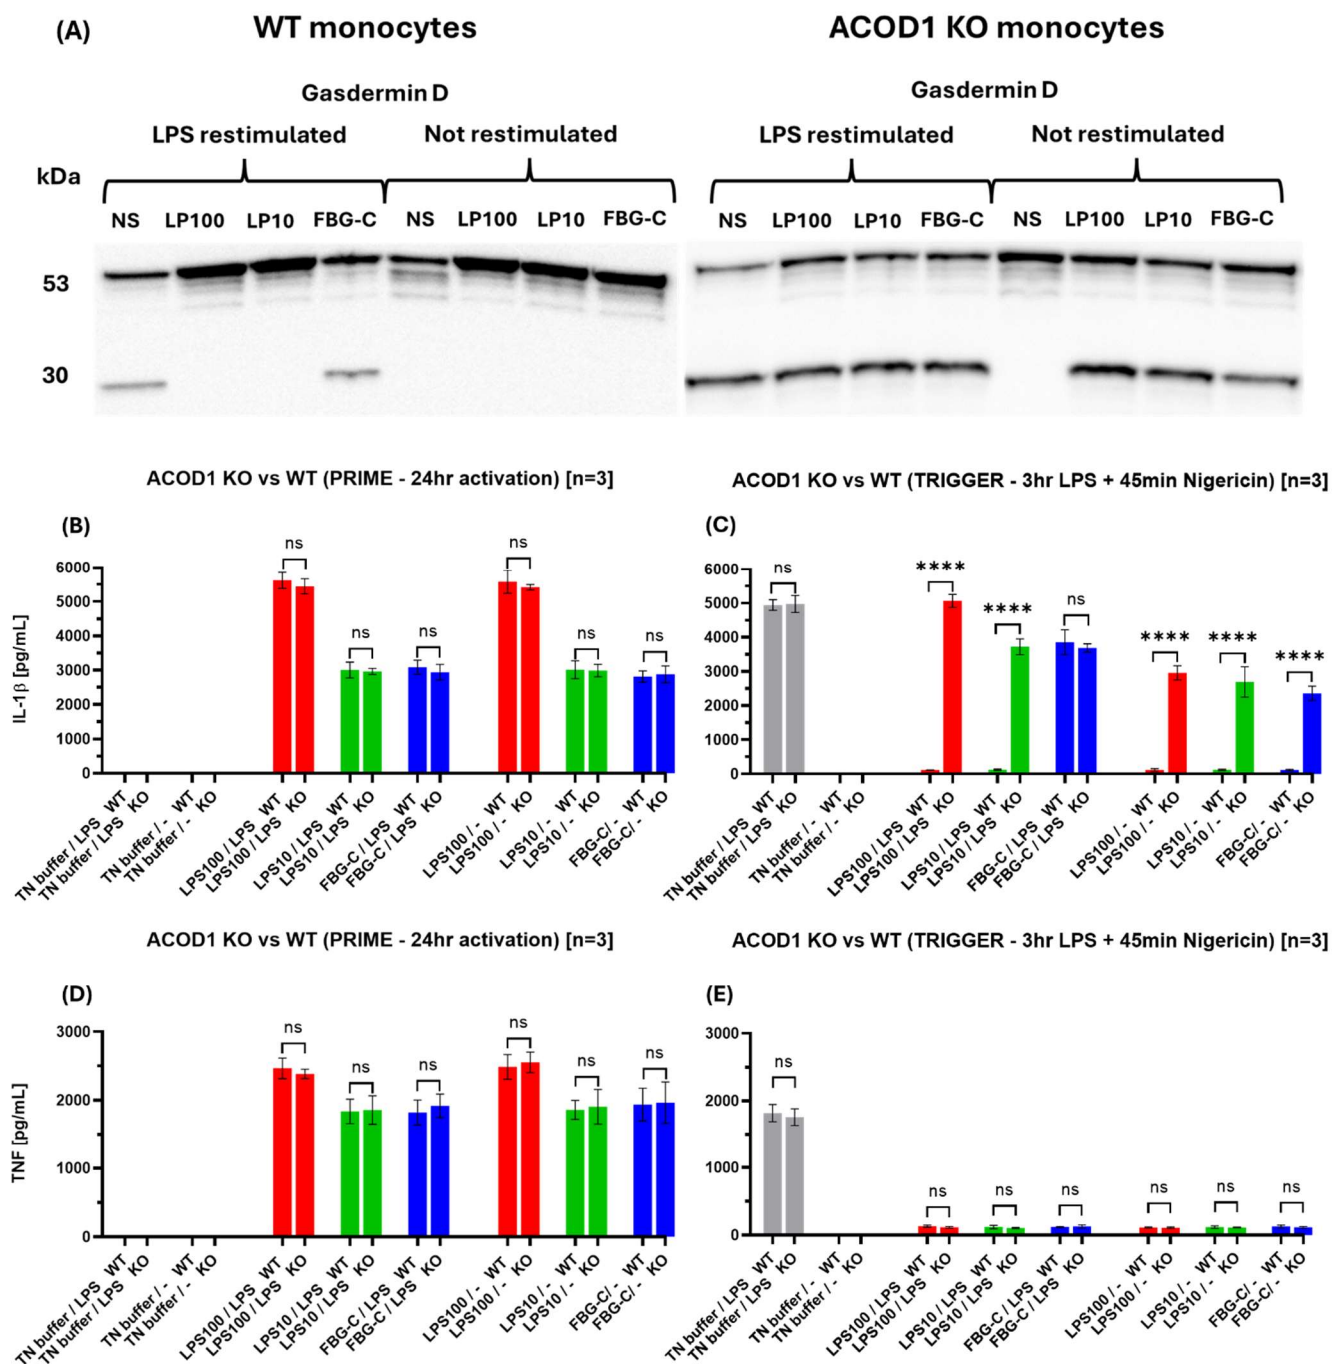 (A) WT monocytes ACOD1 KO monocytes
Gasdermin D Gasdermin D
LPS restimulated Not restimulated LPS restimulated Not restimulated
kDa
NS LP100 LP10 FBG-C NS LP100 LP10 FBG-C NS LP100 LP10 FBG-C NS LP100 LP10 FBG-C
53
30
ACOD1 KO vs WT (PRIME - 24hr activation) [n=3]
(B)
IL-1β [pg/mL]
6000
5000
4000
3000
2000
1000
0
ns ns ns ns ns ns
TN buffer / LPS WT
TN buffer / LPS KO
TN buffer / - WT
TN buffer / - KO
LPS100 / LPS WT
LPS100 / LPS KO
LPS10 / LPS WT
LPS10 / LPS KO
FBG-C / LPS WT
FBG-C / LPS KO
LPS100 / - WT
LPS100 / - KO
LPS10 / - WT
LPS10 / - KO
FBG-C/ - WT
FBG-C/ - KO
ACOD1 KO vs WT (TRIGGER - 3hr LPS + 45min Nigericin) [n=3]
(C)
6000
5000
4000
3000
2000
1000
0
ns **** **** ns **** **** ****
TN buffer / LPS WT
TN buffer / LPS KO
TN buffer / - WT
TN buffer / - KO
LPS100 / LPS WT
LPS100 / LPS KO
LPS10 / LPS WT
LPS10 / LPS KO
FBG-C / LPS WT
FBG-C / LPS KO
LPS100 / - WT
LPS100 / - KO
LPS10 / - WT
LPS10 / - KO
FBG-C/ - WT
FBG-C/ - KO
ACOD1 KO vs WT (PRIME - 24hr activation) [n=3]
(D)
TNF [pg/mL]
3000
2000
1000
0
ns ns ns ns ns ns
TN buffer / LPS WT
TN buffer / LPS KO
TN buffer / - WT
TN buffer / - KO
LPS100 / LPS WT
LPS100 / LPS KO
LPS10 / LPS WT
LPS10 / LPS KO
FBG-C / LPS WT
FBG-C / LPS KO
LPS100 / - WT
LPS100 / - KO
LPS10 / - WT
LPS10 / - KO
FBG-C/ - WT
FBG-C/ - KO
ACOD1 KO vs WT (TRIGGER - 3hr LPS + 45min Nigericin) [n=3]
(E)
3000
2000
1000
0
ns ns ns ns ns ns ns
TN buffer / LPS WT
TN buffer / LPS KO
TN buffer / - WT
TN buffer / - KO
LPS100 / LPS WT
LPS100 / LPS KO
LPS10 / LPS WT
LPS10 / LPS KO
FBG-C / LPS WT
FBG-C / LPS KO
LPS100 / - WT
LPS100 / - KO
LPS10 / - WT
LPS10 / - KO
FBG-C/ - WT
FBG-C/ - KO